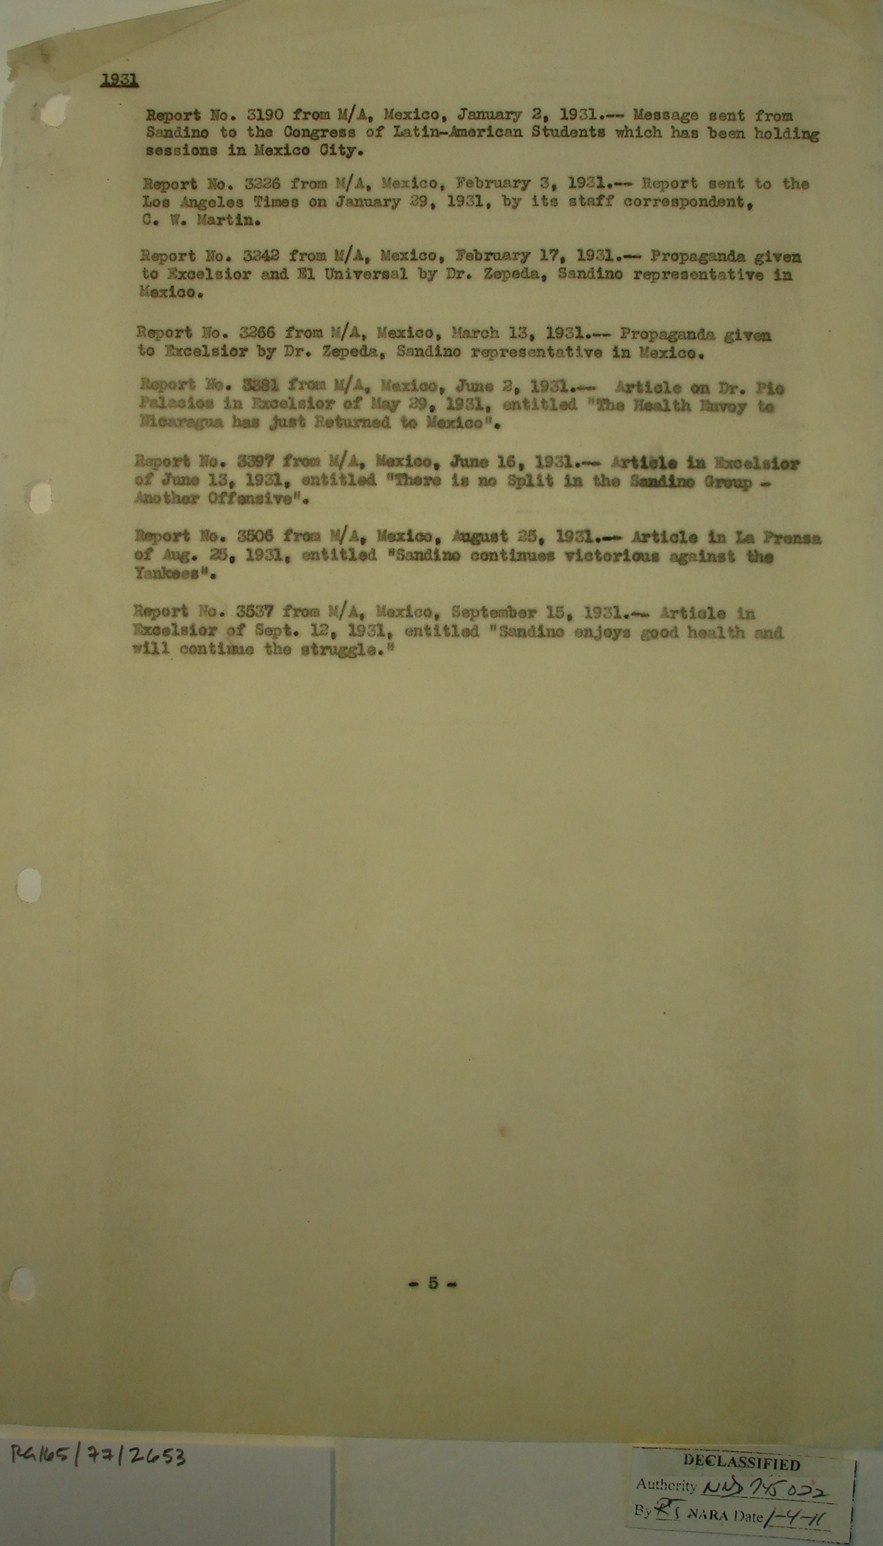 1931
Report No. 3190 from M/A, Mexico, January 2, 1931.-- Message sent from
Sandino to the Congress of Latin-American Students which has been holding
sessions in Mexico City.
Report No. 3226 from M/A, Mexico, February 3, 1931.-- Report sent to the
Los Angeles Times on January 29, 1931, by its staff correspondent,
C. W. Martin.
Report No. 3242 from M/A, Mexico, February 17, 1931.-- Propaganda given
to Excelsior and El Universal by Dr. Zepeda, Sandino representative in
Mexico.
Report No. 3266 from M/A, Mexico, March 13, 1931.-- Propaganda given
to Excelsior by Dr. Zepeda, Sandino representative in Mexico.
Report No. 3381 from M/A, Mexico, June 2, 1931.-- Article on Dr. Pio
Palacios in Excelsior of May 29, 1931, entitled "The Health Envoy to
Nicaragua has just Returned to Mexico".
Report No. 3397 from M/A, Mexico, June 16, 1931.-- Article in Excelsior
of June 13, 1931, entitled "There is no Split in the Sandino Group -
Another Offensive".
Report No. 3506 from M/A, Mexico, August 25, 1931.-- Article in La Prensa
of Aug. 25, 1931, entitled "Sandino continues victorious against the
Yankees".
Report No. 3537 from M/A, Mexico, September 15, 1931.-- Article in
Excelsior of Sept. 12, 1931, entitled "Sandino enjoys good health and
will continue the struggle."
- 5 -
RG165/77/2653
DECLASSIFIED
Authority NND 745022
By RT NARA Date 1-4-11